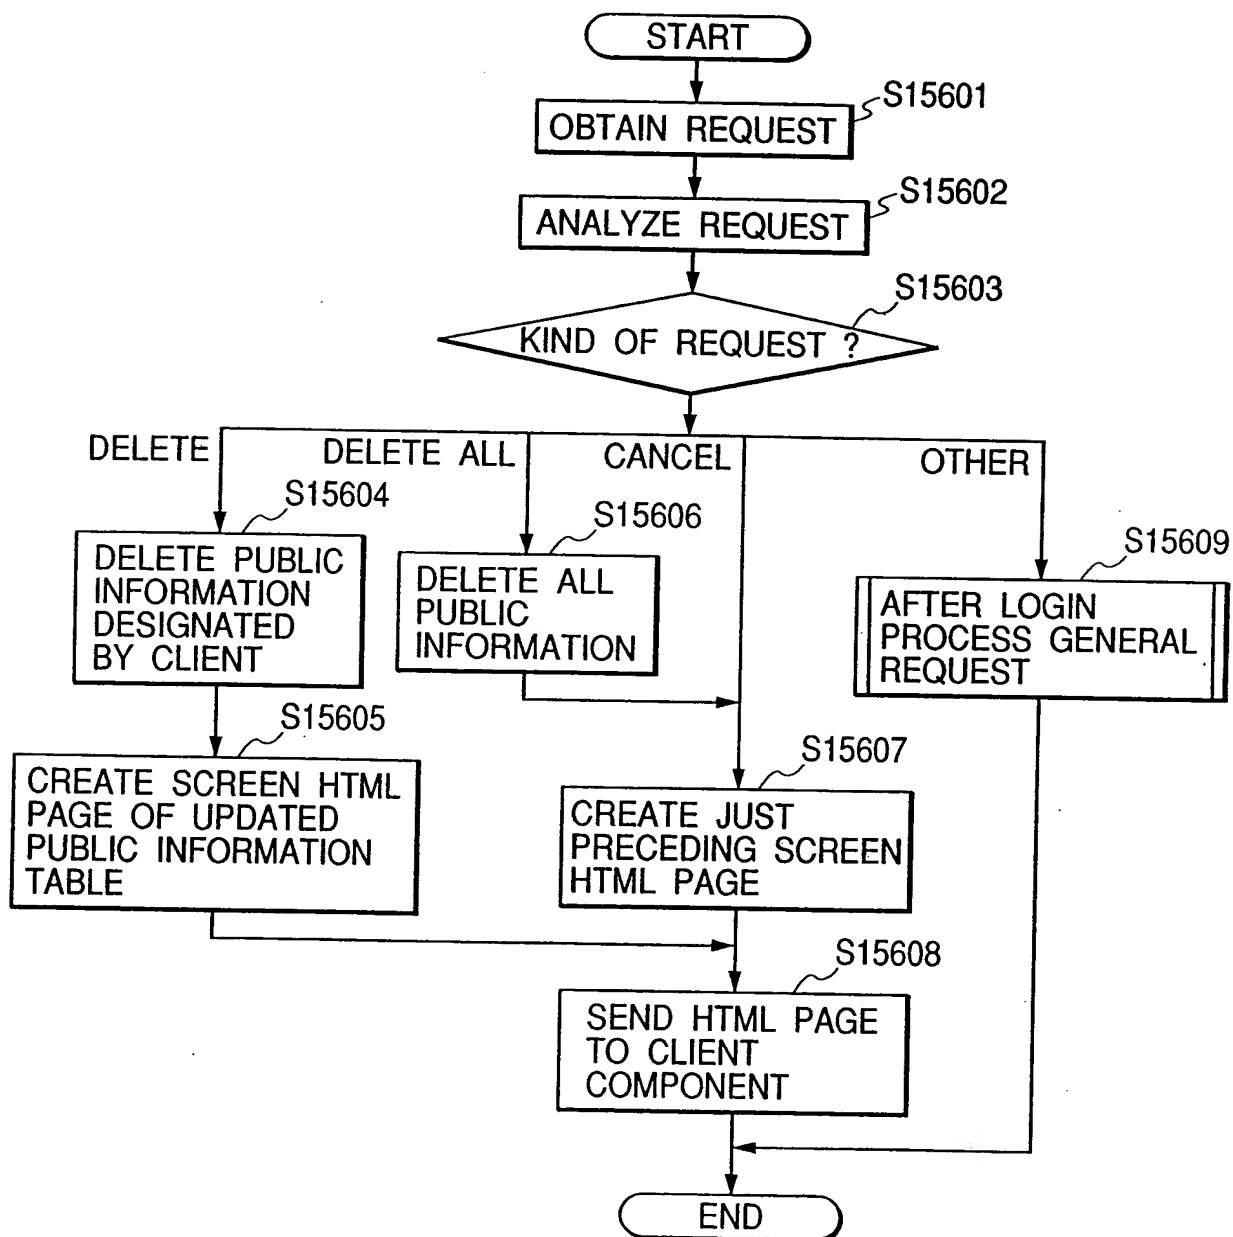 START
S15601
OBTAIN REQUEST
S15602
ANALYZE REQUEST
S15603
KIND OF REQUEST ?
DELETE
DELETE ALL
CANCEL
OTHER
S15604
DELETE PUBLIC
INFORMATION
DESIGNATED
BY CLIENT
S15606
DELETE ALL
PUBLIC
INFORMATION
S15609
AFTER LOGIN
PROCESS GENERAL
REQUEST
S15605
CREATE SCREEN HTML
PAGE OF UPDATED
PUBLIC INFORMATION
TABLE
S15607
CREATE JUST
PRECEDING SCREEN
HTML PAGE
S15608
SEND HTML PAGE
TO CLIENT
COMPONENT
END